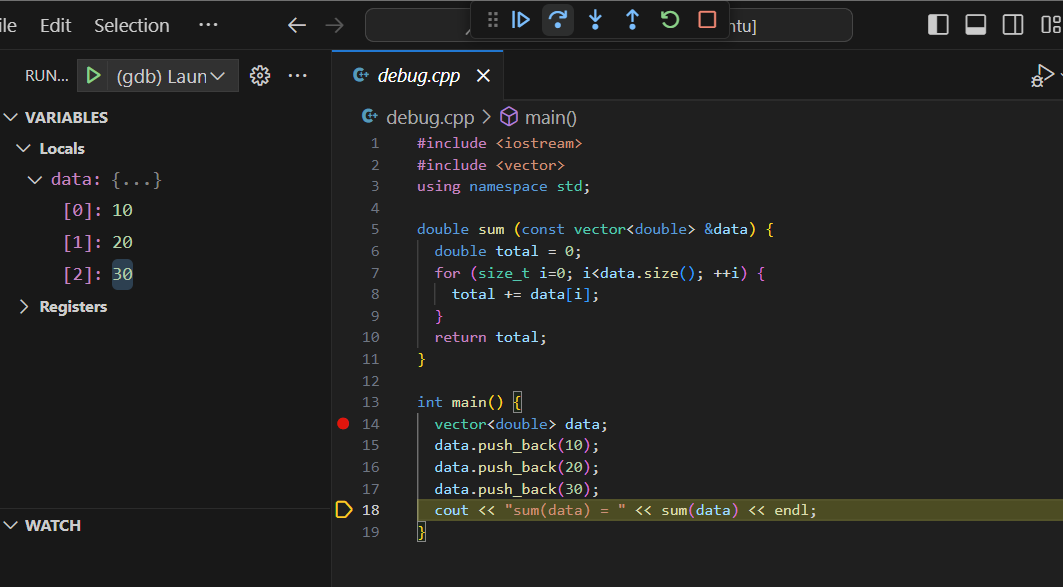 ile Edit Selection ···
ntu]
RUN... (gdb) Laun ···
VARIABLES
Locals
data: {...}
[0]: 10
[1]: 20
[2]: 30
Registers
WATCH
debug.cpp
debug.cpp > main()
1 #include <iostream>
2 #include <vector>
3 using namespace std;
4
5 double sum (const vector<double> &data) {
6 double total = 0;
7 for (size_t i=0; i<data.size(); ++i) {
8 total += data[i];
9 }
10 return total;
11 }
12
13 int main() {
14 vector<double> data;
15 data.push_back(10);
16 data.push_back(20);
17 data.push_back(30);
18 cout << "sum(data) = " << sum(data) << endl;
19 }